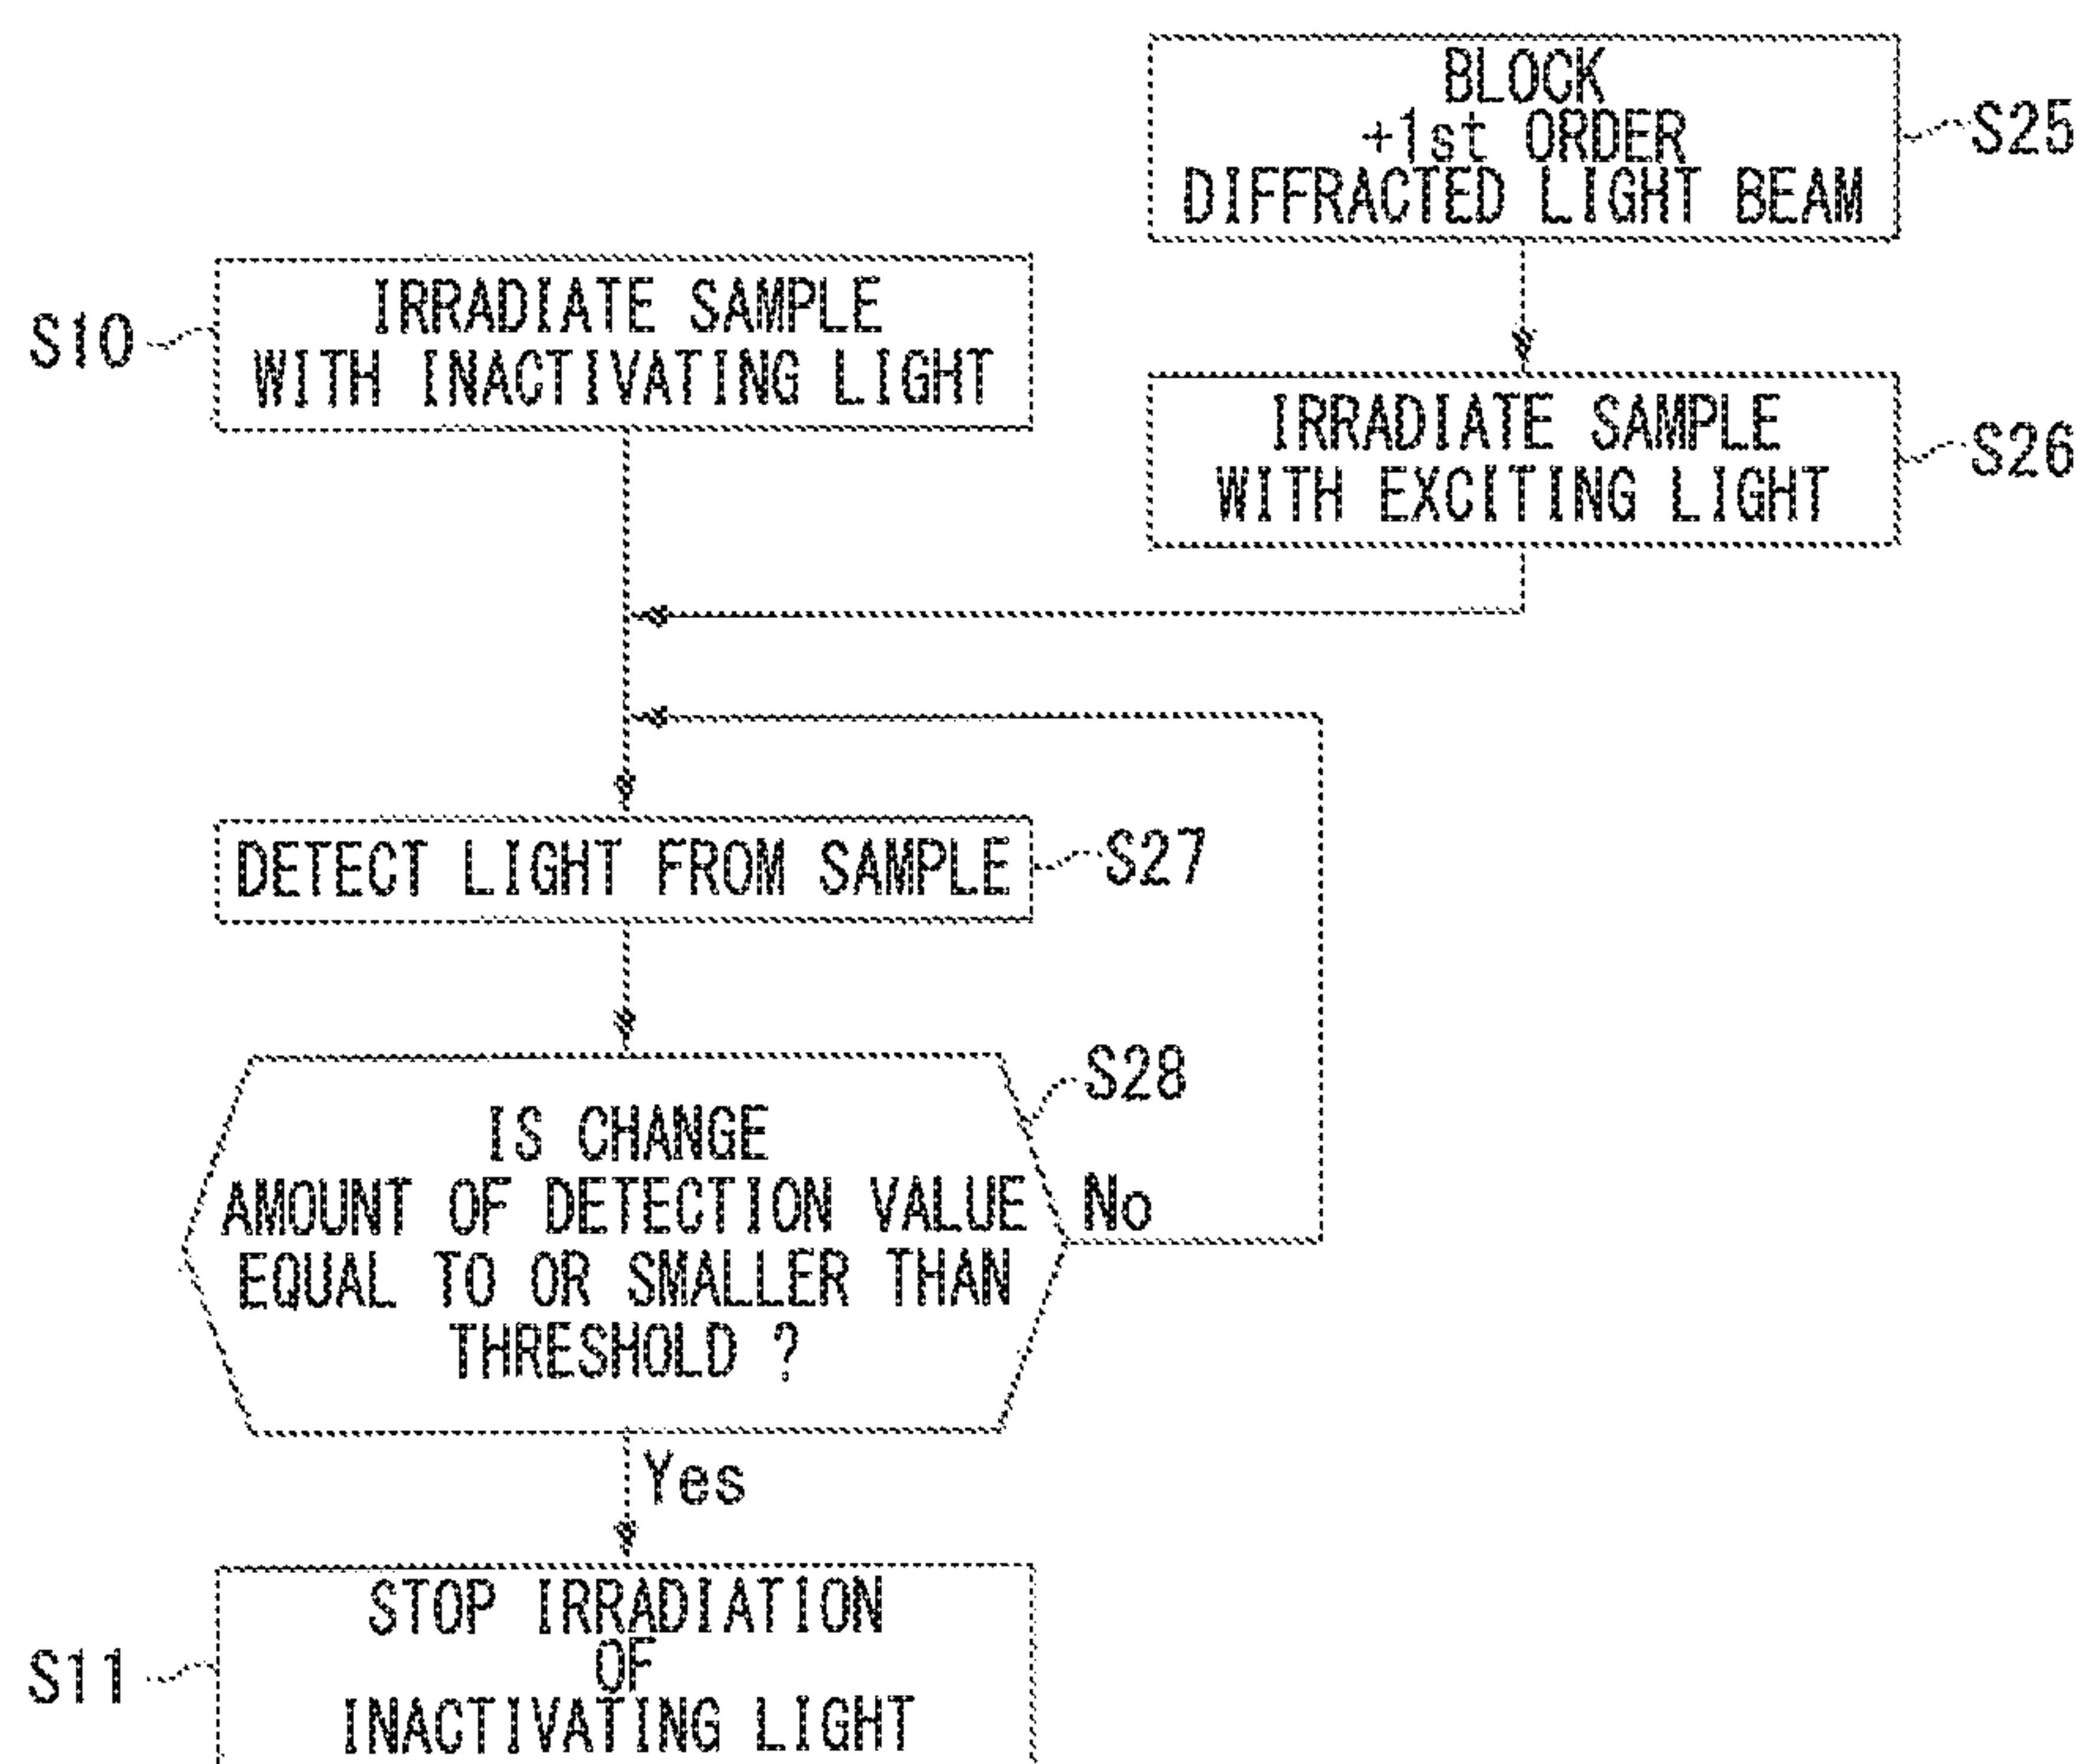 BLOCK
+1st ORDER
DIFFRACTED LIGHT BEAM
S25
S10
IRRADIATE SAMPLE
WITH INACTIVATING LIGHT
IRRADIATE SAMPLE
WITH EXCITING LIGHT
S26
DETECT LIGHT FROM SAMPLE
S27
S28
IS CHANGE
AMOUNT OF DETECTION VALUE
EQUAL TO OR SMALLER THAN
THRESHOLD ?
No
Yes
S11
STOP IRRADIATION
OF
INACTIVATING LIGHT